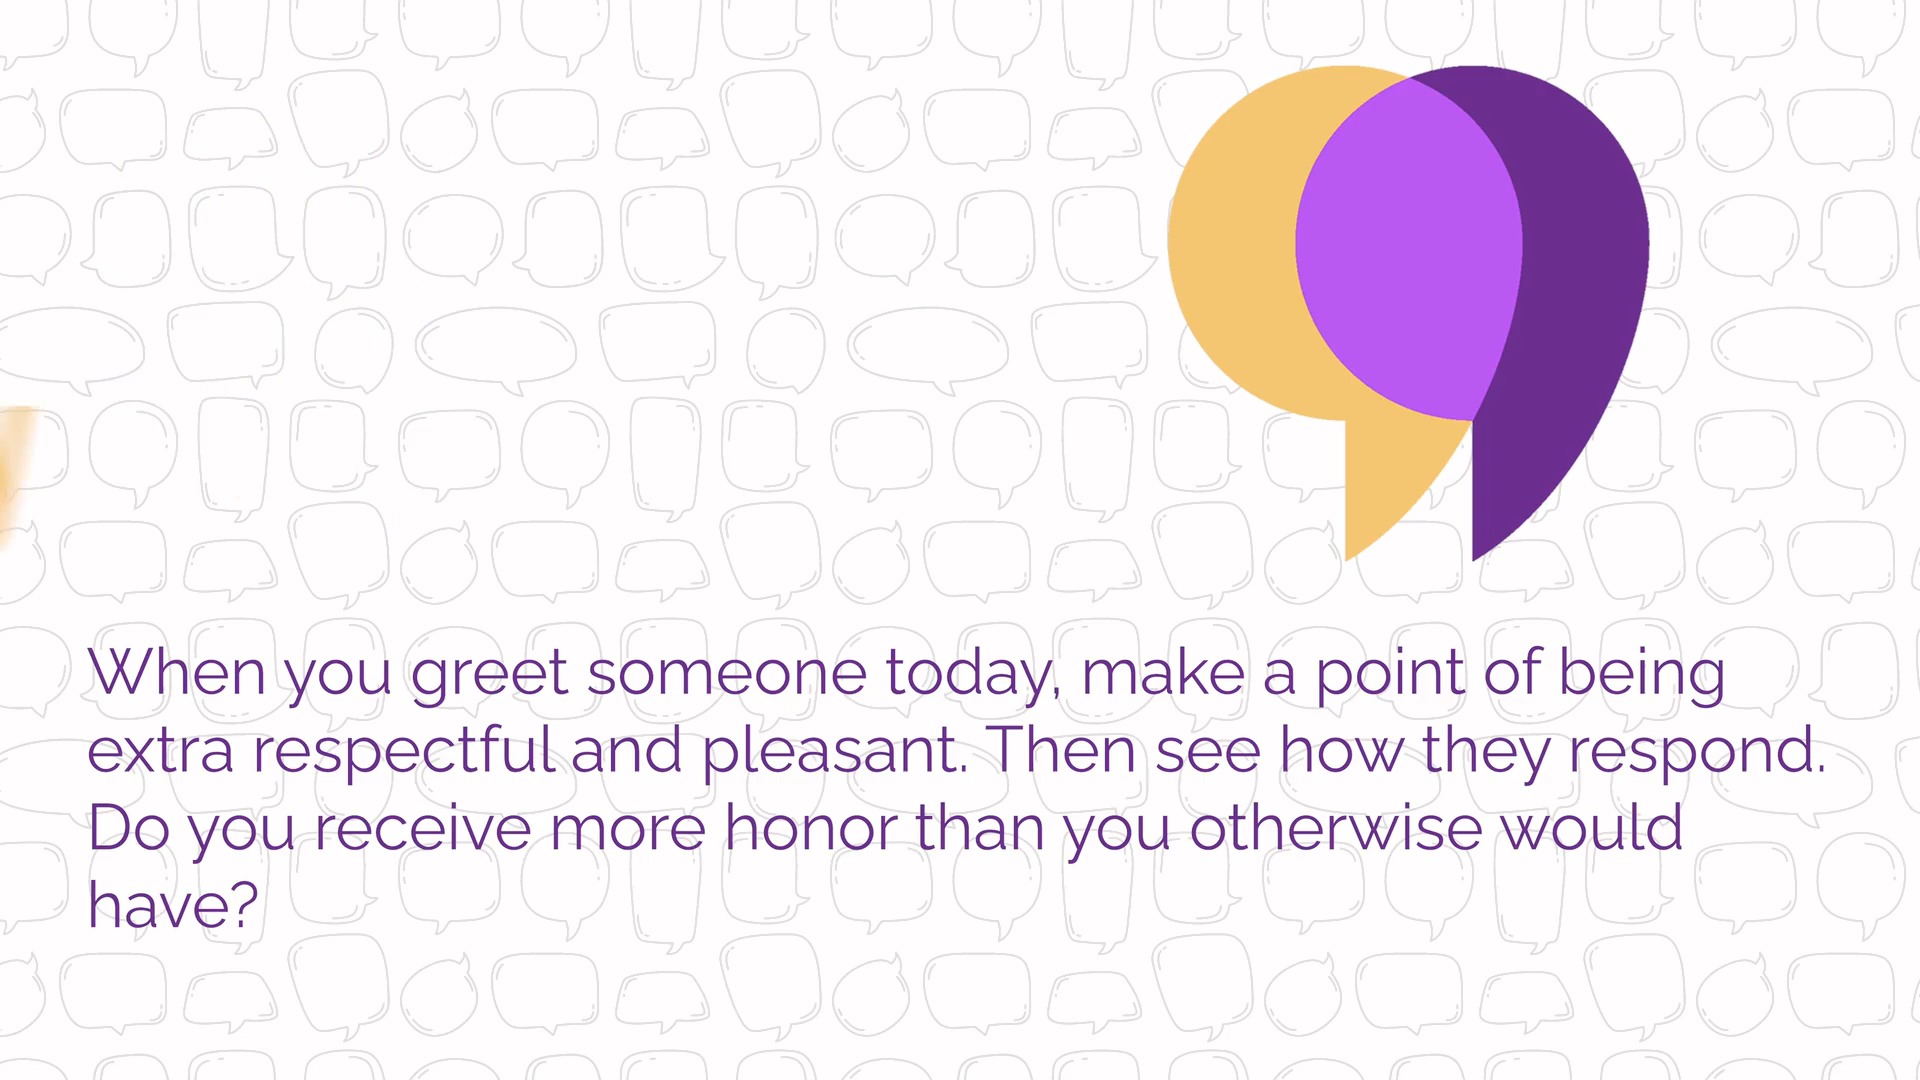 When you greet someone today, make a point of being
extra respectful and pleasant. Then see how they respond.
Do you receive more honor than you otherwise would
have?